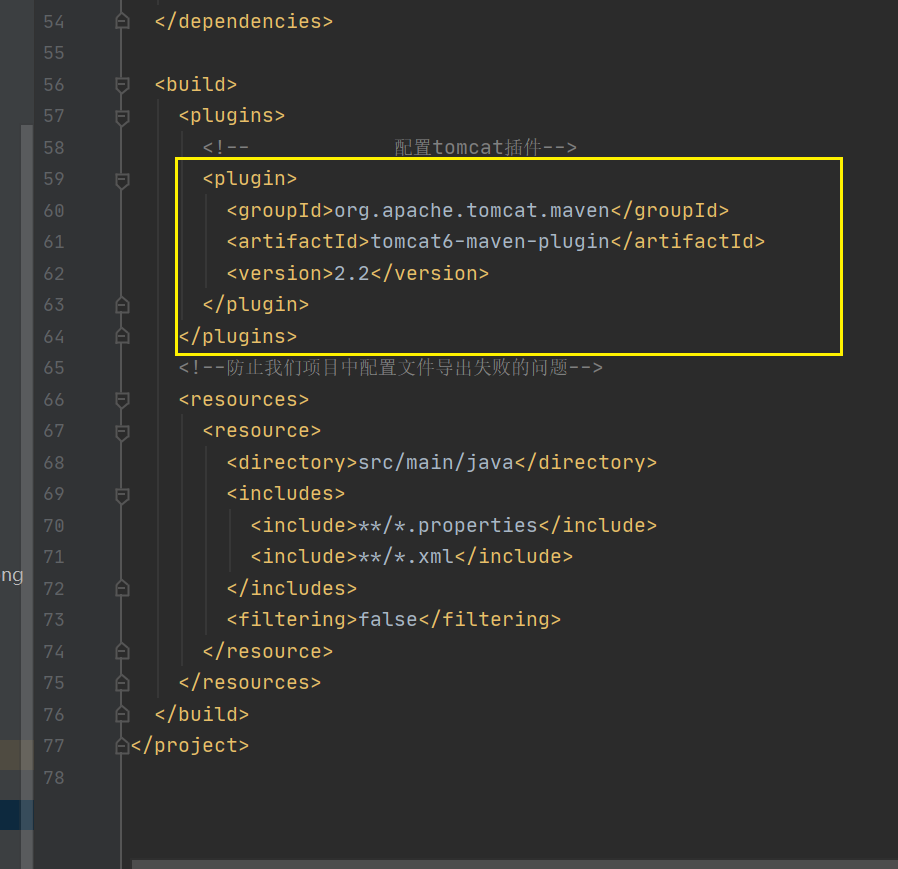 54 </dependencies>
55
56 <build>
57 <plugins>
58 <!-- 配置tomcat插件-->
59 <plugin>
60 <groupId>org.apache.tomcat.maven</groupId>
61 <artifactId>tomcat6-maven-plugin</artifactId>
62 <version>2.2</version>
63 </plugin>
64 </plugins>
65 <!--防止我们项目中配置文件导出失败的问题-->
66 <resources>
67 <resource>
68 <directory>src/main/java</directory>
69 <includes>
70 <include>**/*.properties</include>
71 <include>**/*.xml</include>
ng
72 </includes>
73 <filtering>false</filtering>
74 </resource>
75 </resources>
76 </build>
77 </project>
78